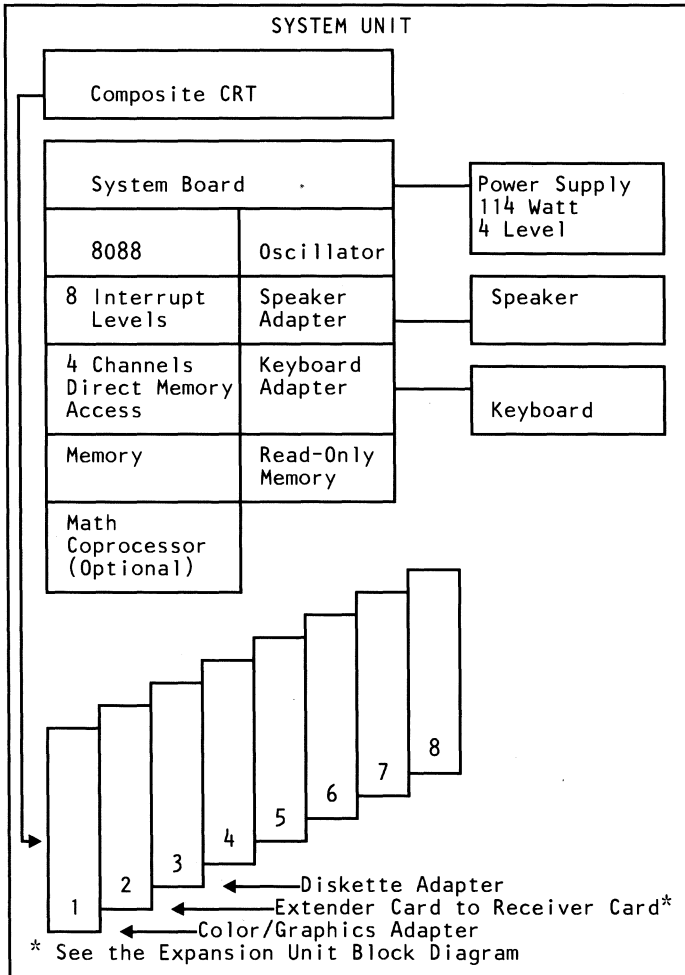 SYSTEM UNIT
Composite CRT
System Board
Power Supply
114 Watt
4 Level
8088
Oscillator
8 Interrupt
Levels
Speaker
Adapter
Speaker
4 Channels
Direct Memory
Access
Keyboard
Adapter
Keyboard
Memory
Read-Only
Memory
Math
Coprocessor
(Optional)
8
7
6
5
4
3
2
1
Diskette Adapter
Extender Card to Receiver Card*
Color/Graphics Adapter
* See the Expansion Unit Block Diagram